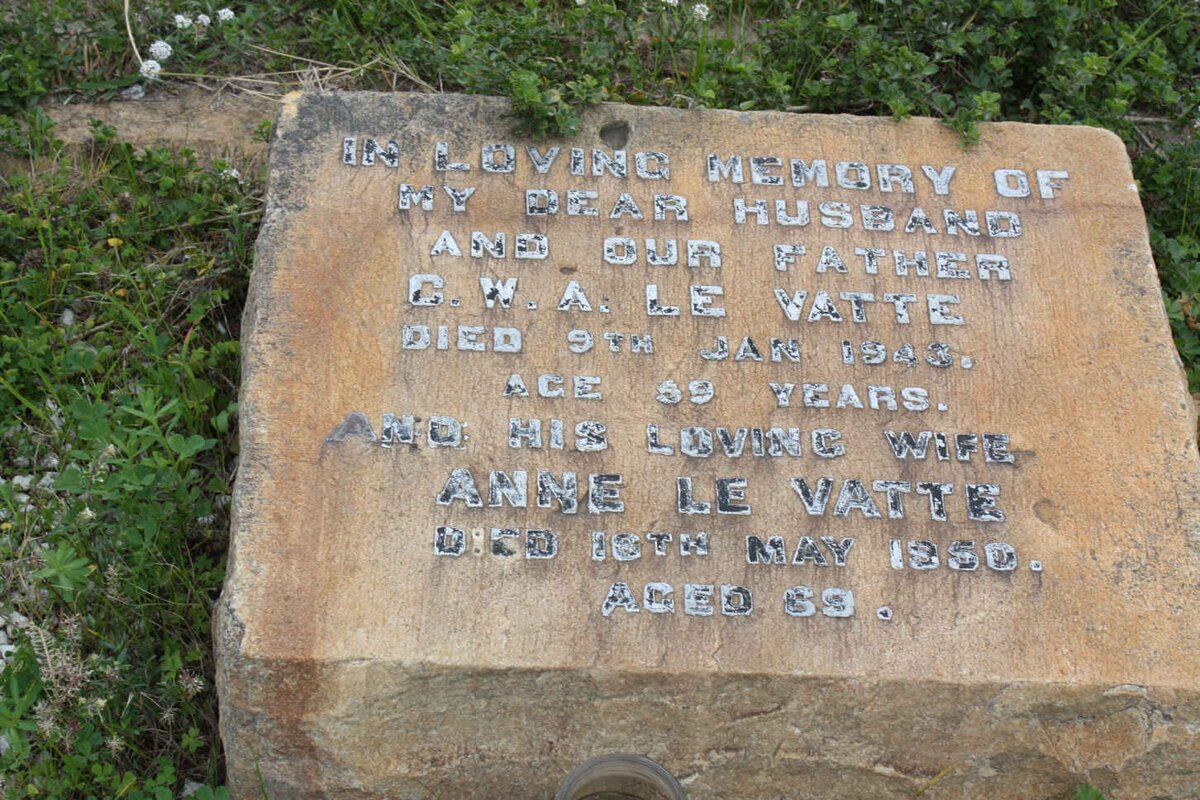 IN LOVING MEMORY OF
MY DEAR HUSBAND
AND OUR FATHER
C. W. A. LE VATTE
DIED 9TH JAN 1943.
AGE YEARS.
AND HIS LOVING WIFE
ANNE LE VATTE
DIED 16TH MAY 1950.
AGED 69.